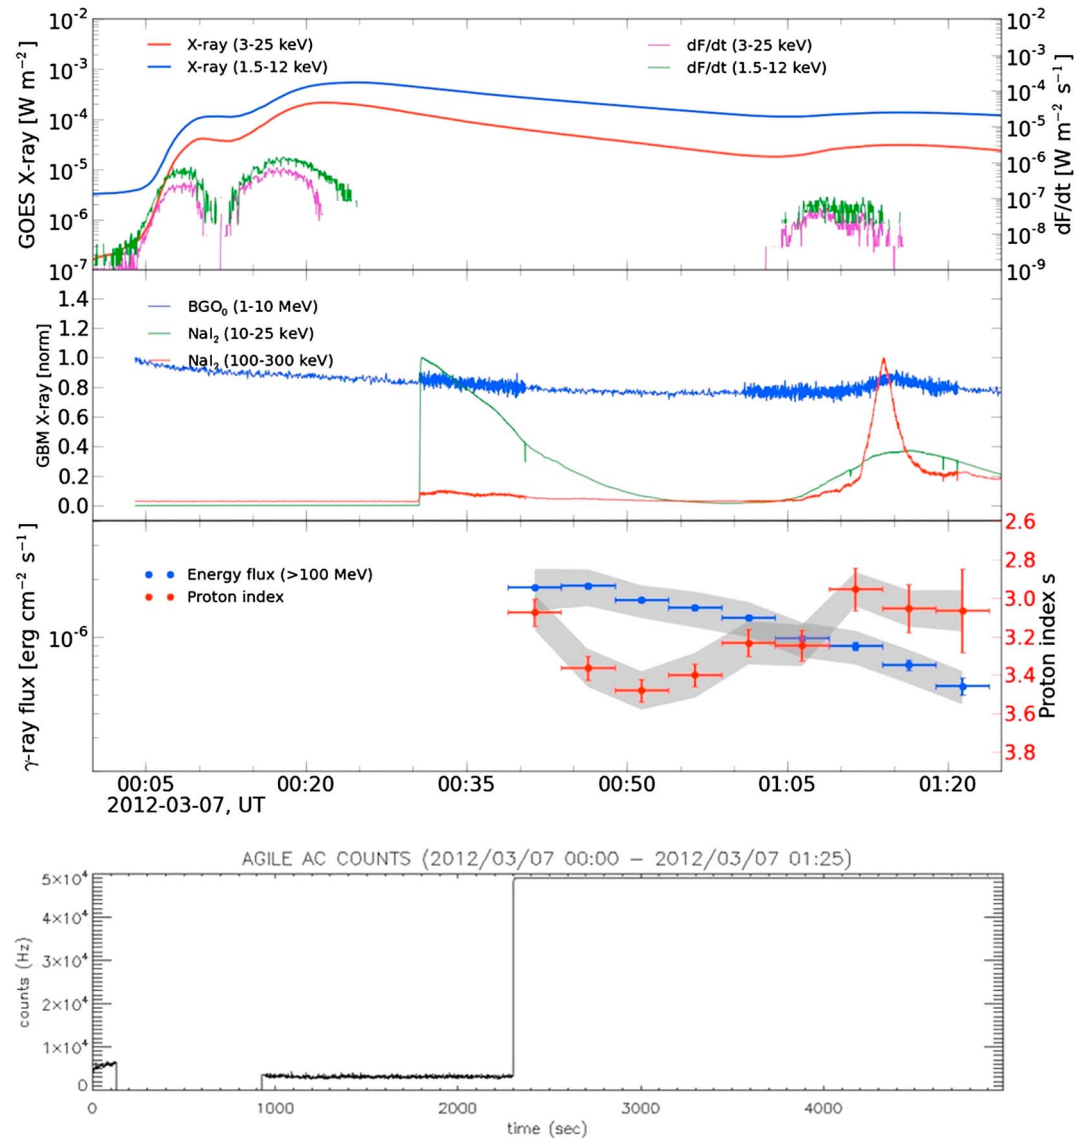 GOES X-ray [W m⁻²]
10⁻²
10⁻³
10⁻⁴
10⁻⁵
10⁻⁶
10⁻⁷
X-ray (3-25 keV)
X-ray (1.5-12 keV)
dF/dt (3-25 keV)
dF/dt (1.5-12 keV)
10⁻²
10⁻³
10⁻⁴
10⁻⁵
10⁻⁶
10⁻⁷
10⁻⁸
10⁻⁹
dF/dt [W m⁻² s⁻¹]
GBM X-ray [norm]
1.4
1.2
1.0
0.8
0.6
0.4
0.2
0.0
BGO₀ (1-10 MeV)
NaI₂ (10-25 keV)
NaI₂ (100-300 keV)
γ-ray flux [erg cm⁻² s⁻¹]
10⁻⁶
Energy flux (>100 MeV)
Proton index
2.6
2.8
3.0
3.2
3.4
3.6
3.8
Proton index s
00:05 00:20 00:35 00:50 01:05 01:20
2012-03-07, UT
AGILE AC COUNTS (2012/03/07 00:00 – 2012/03/07 01:25)
counts (Hz)
5×10⁴
4×10⁴
3×10⁴
2×10⁴
1×10⁴
0
0 1000 2000 3000 4000
time (sec)